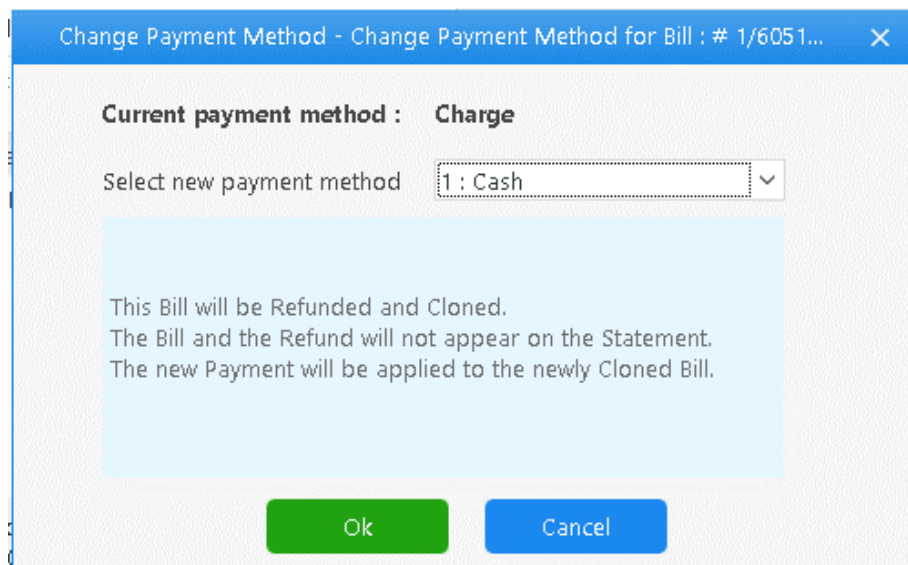 Change Payment Method - Change Payment Method for Bill : # 1/6051...
Current payment method : Charge
Select new payment method 1 : Cash
This Bill will be Refunded and Cloned.
The Bill and the Refund will not appear on the Statement.
The new Payment will be applied to the newly Cloned Bill.
Ok Cancel